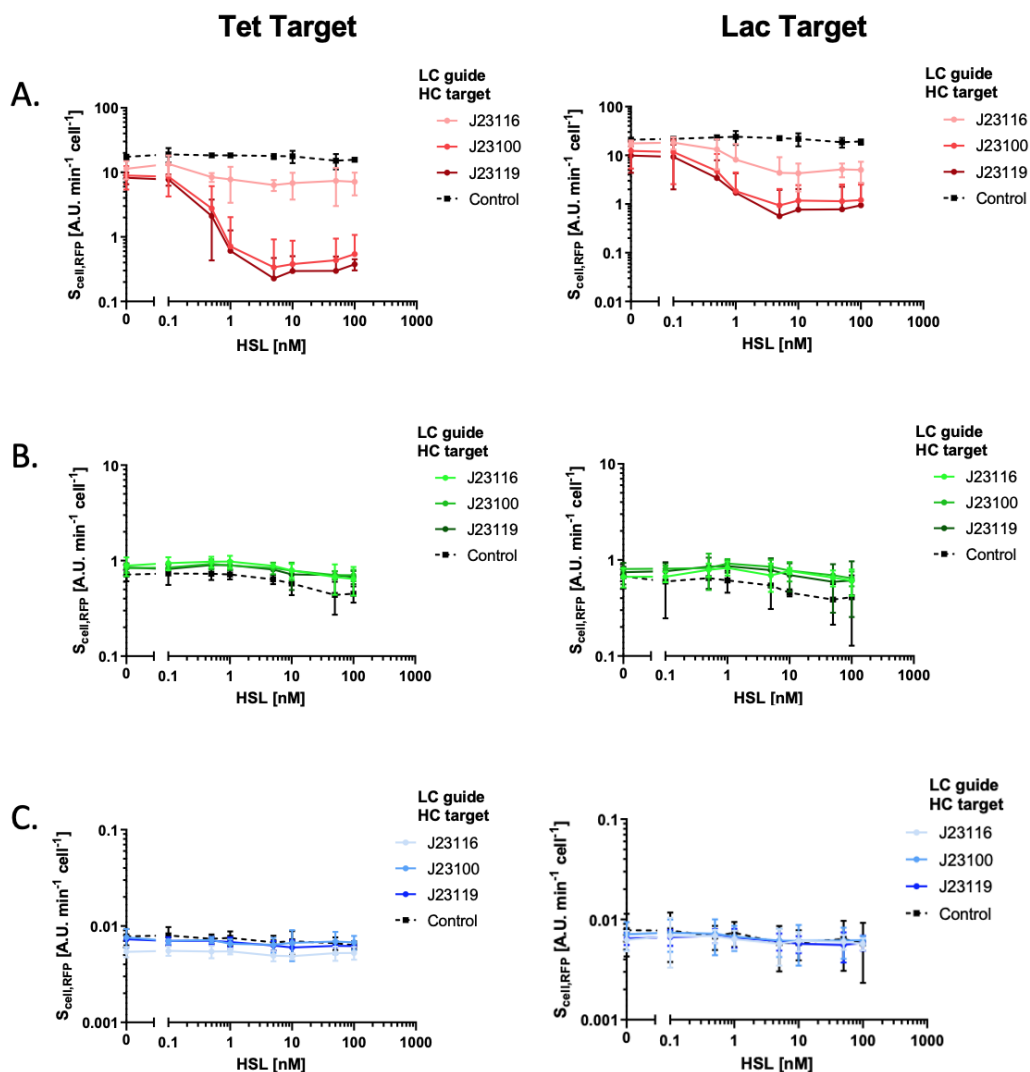 Tet Target
Lac Target
A.
LC guide
HC target
J23116
J23100
J23119
Control
S_cell,RFP [A.U. min⁻¹ cell⁻¹]
100
10
1
0.1
0
0.1
1
10
100
1000
HSL [nM]
LC guide
HC target
J23116
J23100
J23119
Control
S_cell,RFP [A.U. min⁻¹ cell⁻¹]
100
10
1
0.1
0.01
0
0.1
1
10
100
1000
HSL [nM]
B.
LC guide
HC target
J23116
J23100
J23119
Control
S_cell,RFP [A.U. min⁻¹ cell⁻¹]
10
1
0.1
0
0.1
1
10
100
1000
HSL [nM]
LC guide
HC target
J23116
J23100
J23119
Control
S_cell,RFP [A.U. min⁻¹ cell⁻¹]
10
1
0.1
0
0.1
1
10
100
1000
HSL [nM]
C.
LC guide
HC target
J23116
J23100
J23119
Control
S_cell,RFP [A.U. min⁻¹ cell⁻¹]
0.1
0.01
0.001
0
0.1
1
10
100
1000
HSL [nM]
LC guide
HC target
J23116
J23100
J23119
Control
S_cell,RFP [A.U. min⁻¹ cell⁻¹]
0.1
0.01
0.001
0
0.1
1
10
100
1000
HSL [nM]